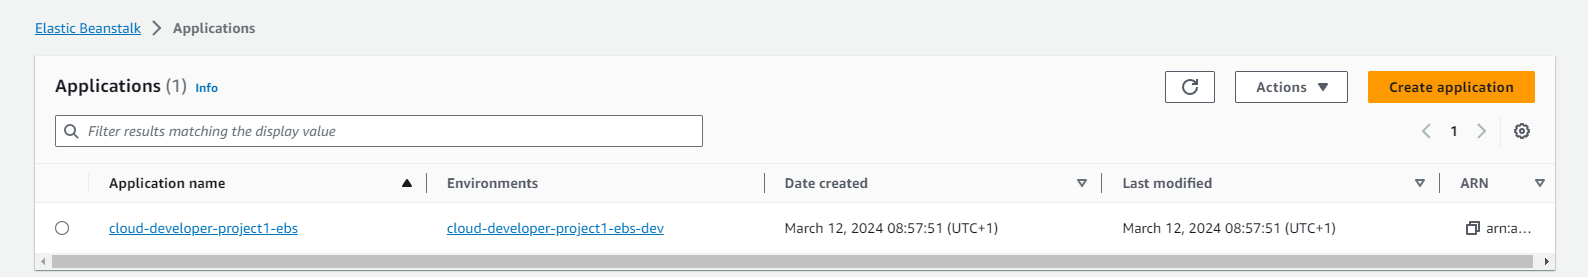 Elastic Beanstalk > Applications
Applications (1) Info
Actions
Create application
Filter results matching the display value
1
Application name Environments Date created Last modified ARN
cloud-developer-project1-ebs cloud-developer-project1-ebs-dev March 12, 2024 08:57:51 (UTC+1) March 12, 2024 08:57:51 (UTC+1) arn:a...